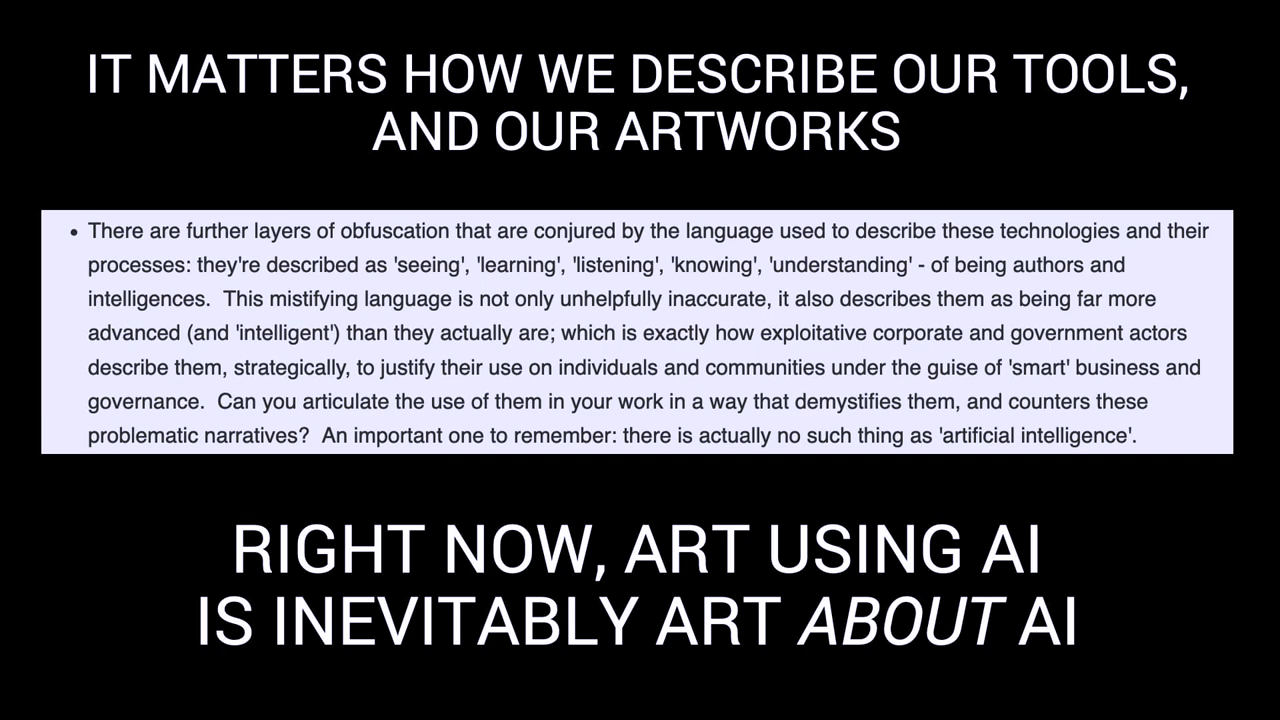 IT MATTERS HOW WE DESCRIBE OUR TOOLS,
AND OUR ARTWORKS
• There are further layers of obfuscation that are conjured by the language used to describe these technologies and their
processes: they're described as 'seeing', 'learning', 'listening', 'knowing', 'understanding' - of being authors and
intelligences.  This mistifying language is not only unhelpfully inaccurate, it also describes them as being far more
advanced (and 'intelligent') than they actually are; which is exactly how exploitative corporate and government actors
describe them, strategically, to justify their use on individuals and communities under the guise of 'smart' business and
governance.  Can you articulate the use of them in your work in a way that demystifies them, and counters these
problematic narratives?  An important one to remember: there is actually no such thing as 'artificial intelligence'.
RIGHT NOW, ART USING AI
IS INEVITABLY ART ABOUT AI